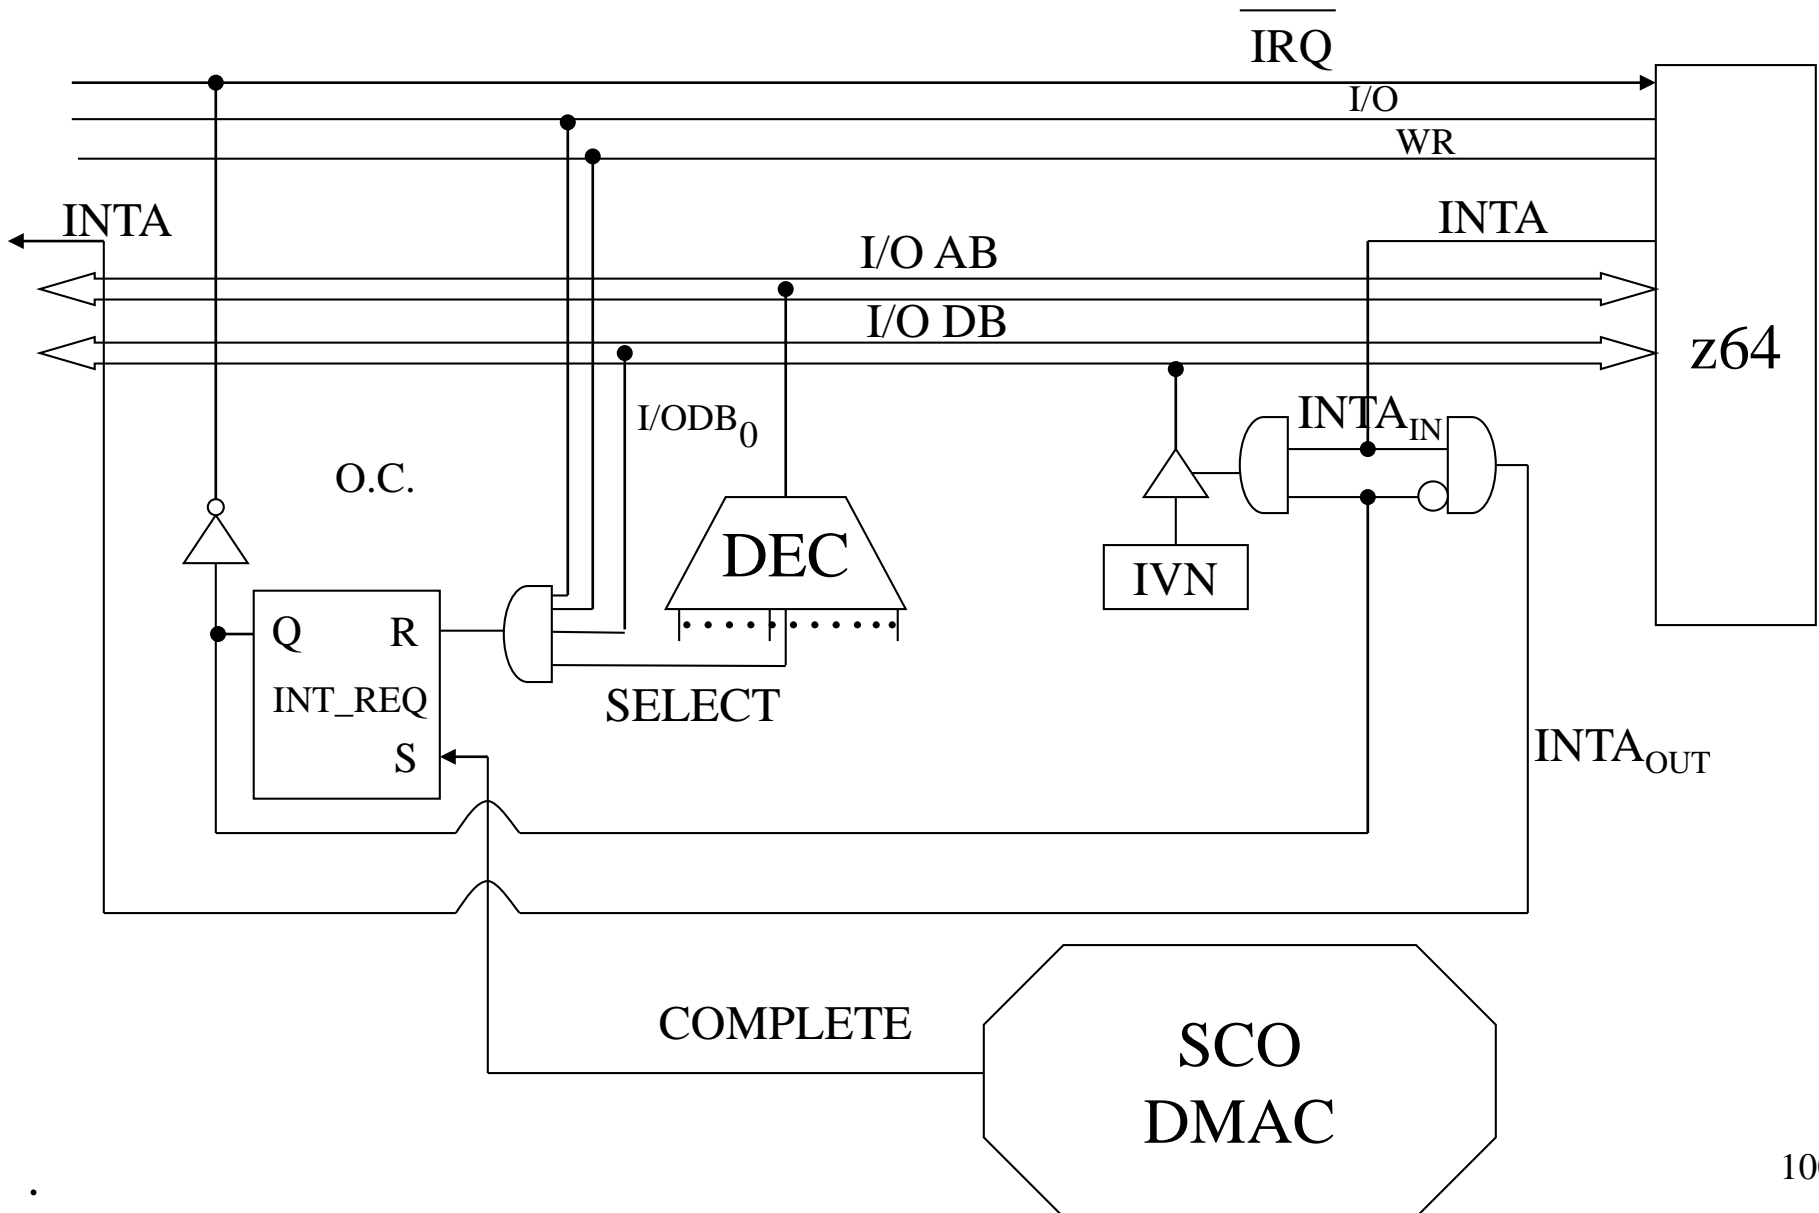 IRQ
I/O
WR
INTA
INTA
I/O AB
I/O DB
z64
INTAIN
I/ODB0
O.C.
DEC
IVN
Q R
INT_REQ
S
SELECT
INTAOUT
COMPLETE
SCO
DMAC
.